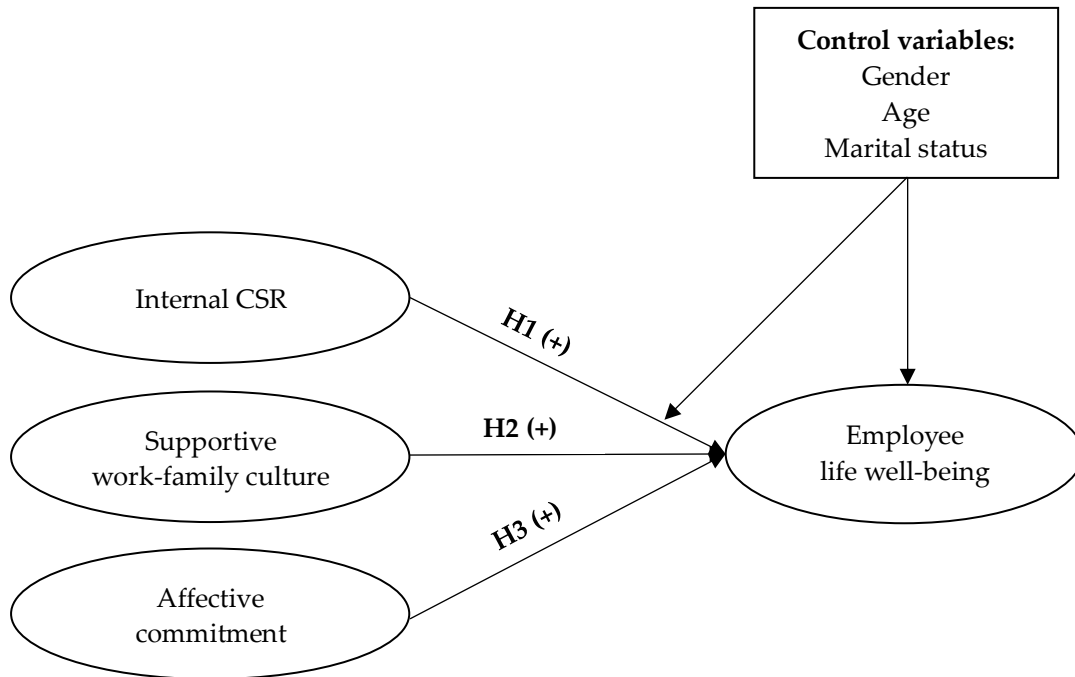 Control variables:
Gender
Age
Marital status
Internal CSR
H1 (+)
Supportive
work-family culture
H2 (+)
Employee
life well-being
H3 (+)
Affective
commitment